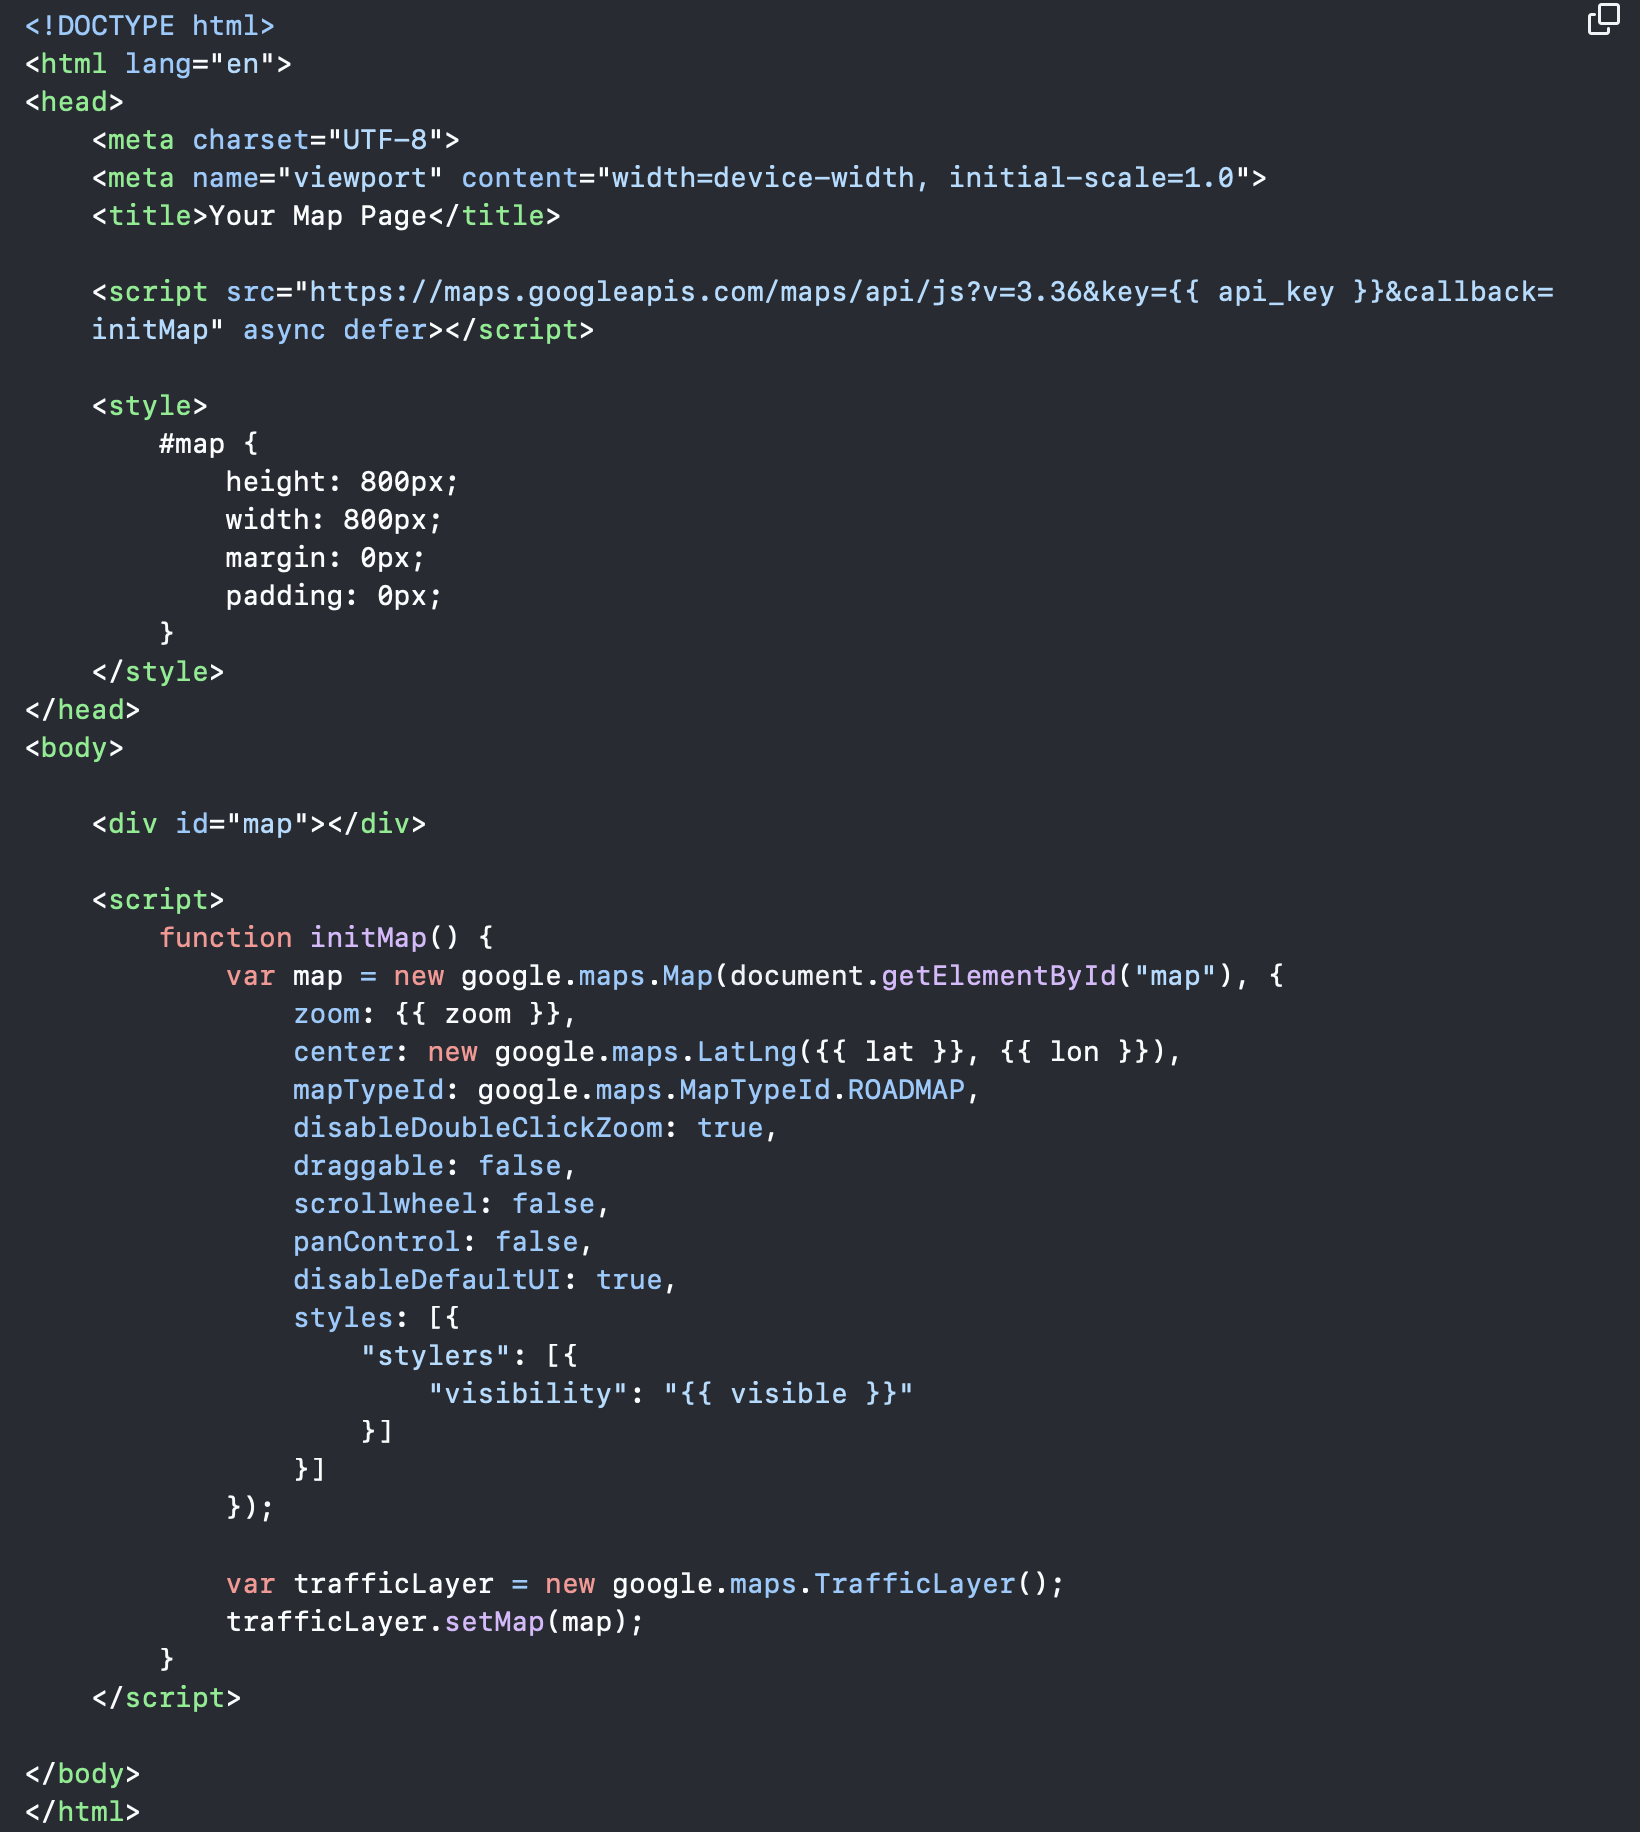 <!DOCTYPE html>
<html lang="en">
<head>
    <meta charset="UTF-8">
    <meta name="viewport" content="width=device-width, initial-scale=1.0">
    <title>Your Map Page</title>

    <script src="https://maps.googleapis.com/maps/api/js?v=3.36&key={{ api_key }}&callback=
    initMap" async defer></script>

    <style>
        #map {
            height: 800px;
            width: 800px;
            margin: 0px;
            padding: 0px;
        }
    </style>
</head>
<body>

    <div id="map"></div>

    <script>
        function initMap() {
            var map = new google.maps.Map(document.getElementById("map"), {
                zoom: {{ zoom }},
                center: new google.maps.LatLng({{ lat }}, {{ lon }}),
                mapTypeId: google.maps.MapTypeId.ROADMAP,
                disableDoubleClickZoom: true,
                draggable: false,
                scrollwheel: false,
                panControl: false,
                disableDefaultUI: true,
                styles: [{
                    "stylers": [{
                        "visibility": "{{ visible }}"
                    }]
                }]
            });

            var trafficLayer = new google.maps.TrafficLayer();
            trafficLayer.setMap(map);
        }
    </script>

</body>
</html>